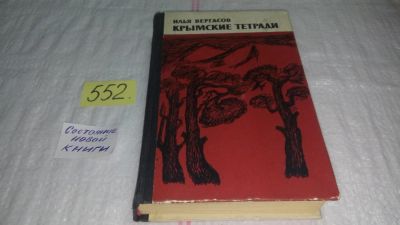 ИЛЬЯ ВЕРГАСОВ
КРЫМСКИЕ ТЕТРАДИ
552.
Состояние
новой
книги